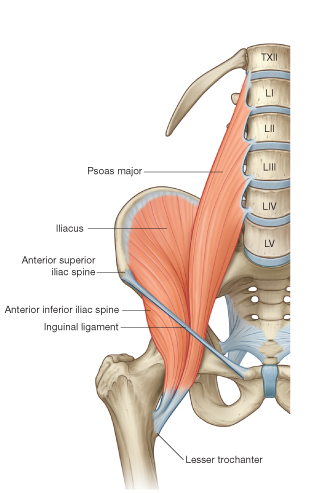 TXII
LI
LII
LIII
Psoas major
LIV
Iliacus
LV
Anterior superior
iliac spine
Anterior inferior iliac spine
Inguinal ligament
Lesser trochanter